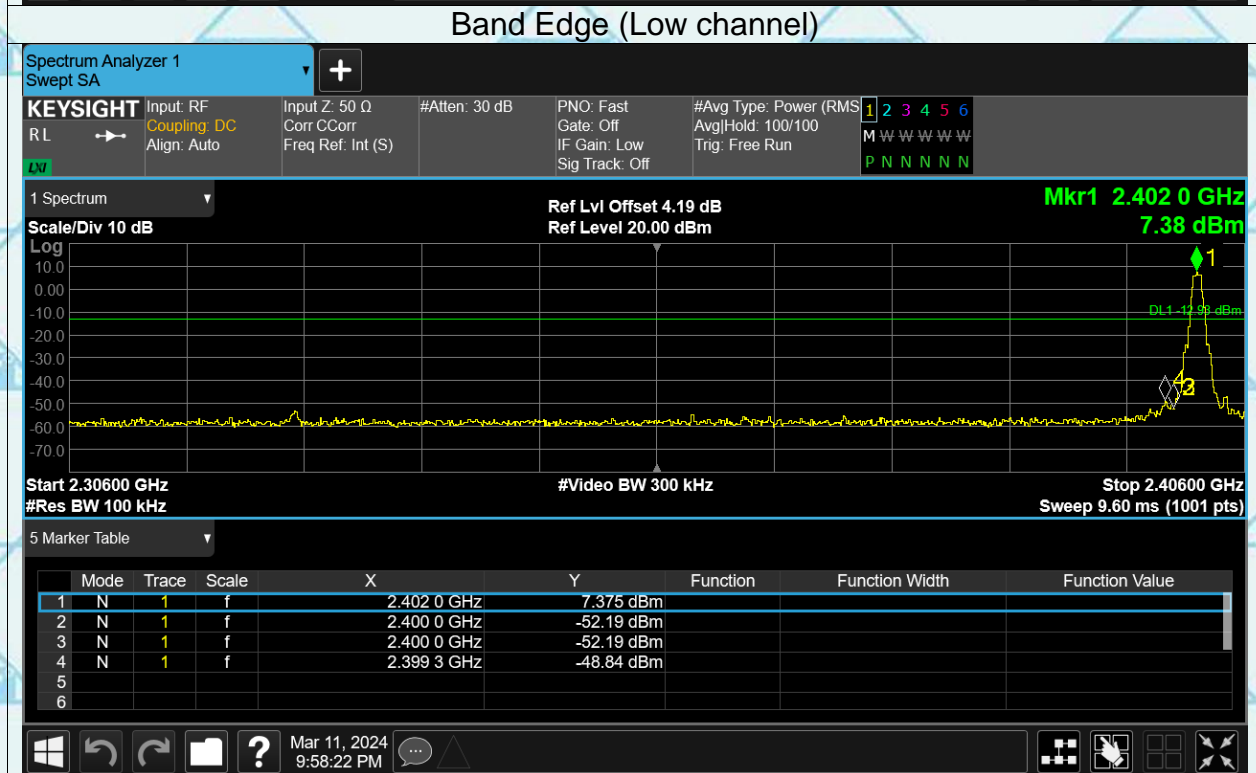 Band Edge (Low channel)
Spectrum Analyzer 1
Swept SA
+
KEYSIGHT Input: RF Input Z: 50 Ω #Atten: 30 dB PNO: Fast #Avg Type: Power (RMS 1 2 3 4 5 6
R L Coupling: DC Corr CCorr Gate: Off Avg|Hold: 100/100 M W W W W W
Align: Auto Freq Ref: Int (S) IF Gain: Low Trig: Free Run
LXI Sig Track: Off P N N N N N
1 Spectrum Ref Lvl Offset 4.19 dB Mkr1 2.402 0 GHz
Scale/Div 10 dB Ref Level 20.00 dBm 7.38 dBm
Log
1
10.0
0.00
-10.0
DL1 -12.93 dBm
-20.0
-30.0
-40.0
-50.0
-60.0
-70.0
Start 2.30600 GHz #Video BW 300 kHz Stop 2.40600 GHz
#Res BW 100 kHz Sweep 9.60 ms (1001 pts)
5 Marker Table
Mode Trace Scale X Y Function Function Width Function Value
1 N 1 f 2.402 0 GHz 7.375 dBm
2 N 1 f 2.400 0 GHz -52.19 dBm
3 N 1 f 2.400 0 GHz -52.19 dBm
4 N 1 f 2.399 3 GHz -48.84 dBm
5
6
? Mar 11, 2024
9:58:22 PM